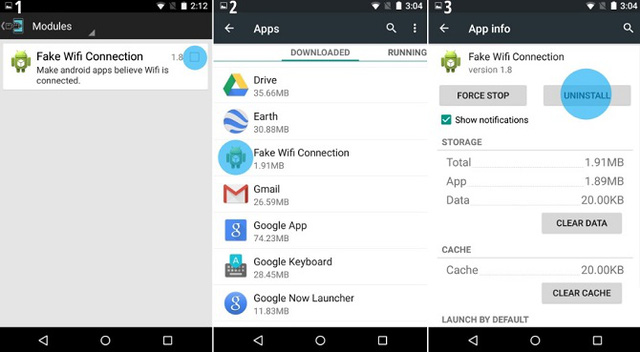 1
2:12
Modules
Fake Wifi Connection 1.8
Make android apps believe Wifi is
connected.
2
3:04
Apps
DOWNLOADED RUNNING
Drive
35.66MB
Earth
30.88MB
Fake Wifi Connection
1.91MB
Gmail
26.59MB
Google App
74.23MB
Google Keyboard
28.45MB
Google Now Launcher
11.83MB
3
3:04
App info
Fake Wifi Connection
version 1.8
FORCE STOP UNINSTALL
Show notifications
STORAGE
Total 1.91MB
App 1.89MB
Data 20.00KB
CLEAR DATA
CACHE
Cache 20.00KB
CLEAR CACHE
LAUNCH BY DEFAULT